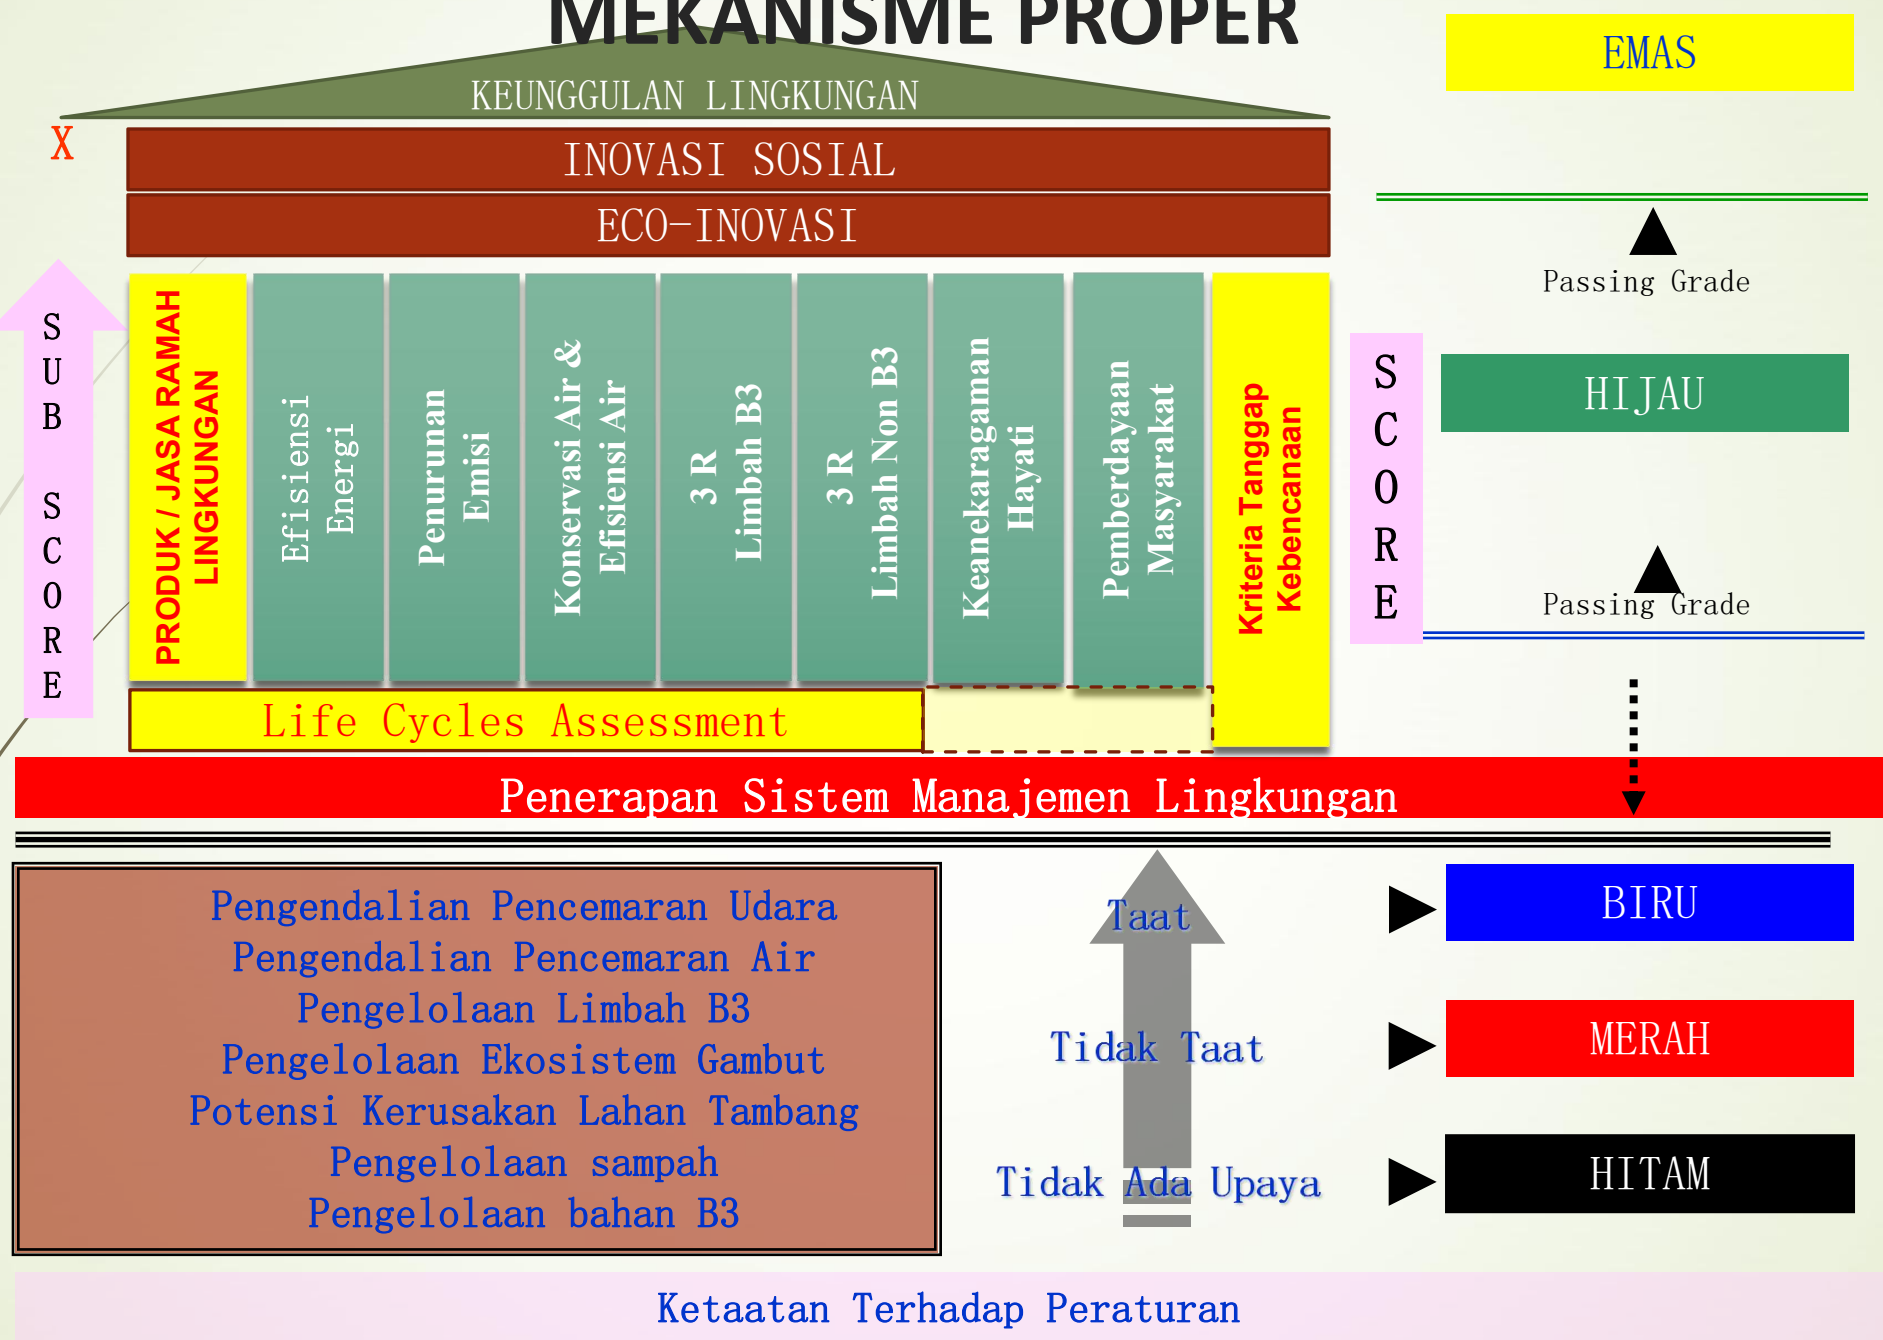 MEKANISME PROPER
KEUNGGULAN LINGKUNGAN
X
INOVASI SOSIAL
ECO-INOVASI
SUB SCORE
PRODUK / JASA RAMAH
LINGKUNGAN
Efisiensi
Energi
Penurunan
Emisi
Konservasi Air &
Efisiensi Air
3 R
Limbah B3
3 R
Limbah Non B3
Keanekaragaman
Hayati
Pemberdayaan
Masyarakat
Kriteria Tanggap
Kebencanaan
Life Cycles Assessment
SCORE
EMAS
Passing Grade
HIJAU
Passing Grade
Penerapan Sistem Manajemen Lingkungan
Pengendalian Pencemaran Udara
Pengendalian Pencemaran Air
Pengelolaan Limbah B3
Pengelolaan Ekosistem Gambut
Potensi Kerusakan Lahan Tambang
Pengelolaan sampah
Pengelolaan bahan B3
Taat
Tidak Taat
Tidak Ada Upaya
BIRU
MERAH
HITAM
Ketaatan Terhadap Peraturan